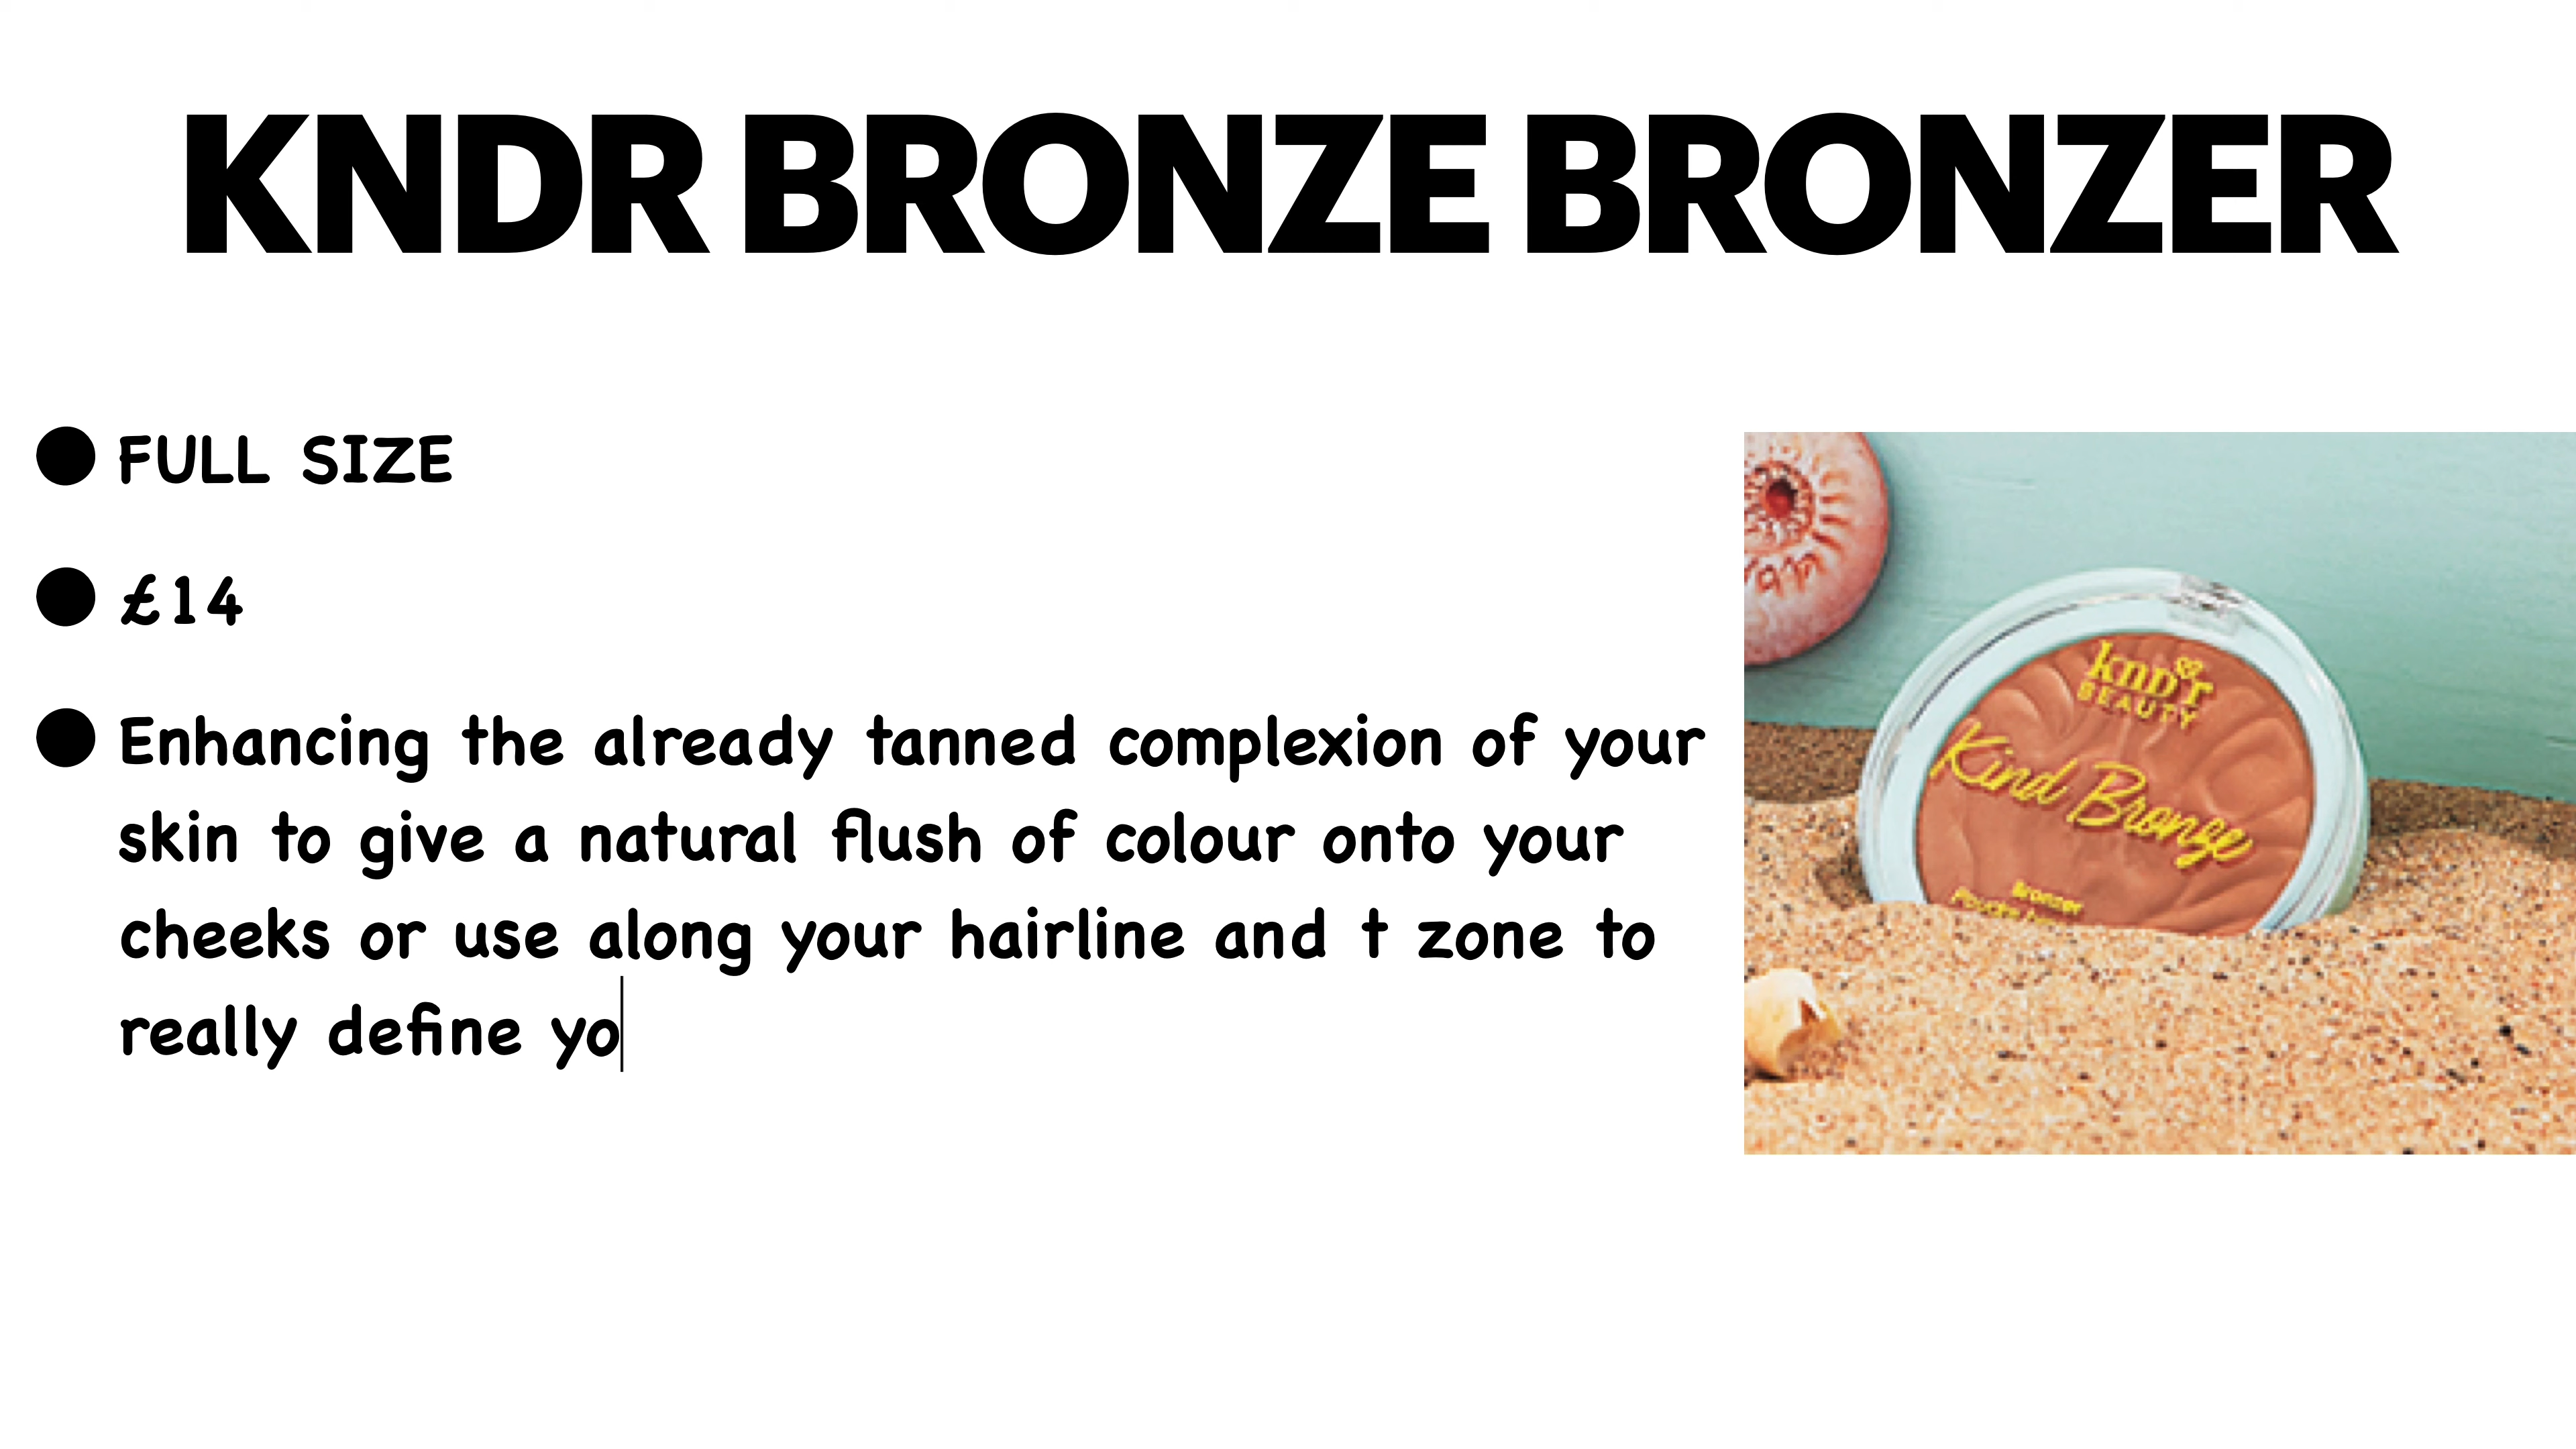 KNDR BRONZE BRONZER
FULL SIZE
£14
Enhancing the already tanned complexion of your
skin to give a natural flush of colour onto your
cheeks or use along your hairline and t zone to
really define yo
knd'r
BEAUTY
Kind Bronze
Bronzer
Poudre